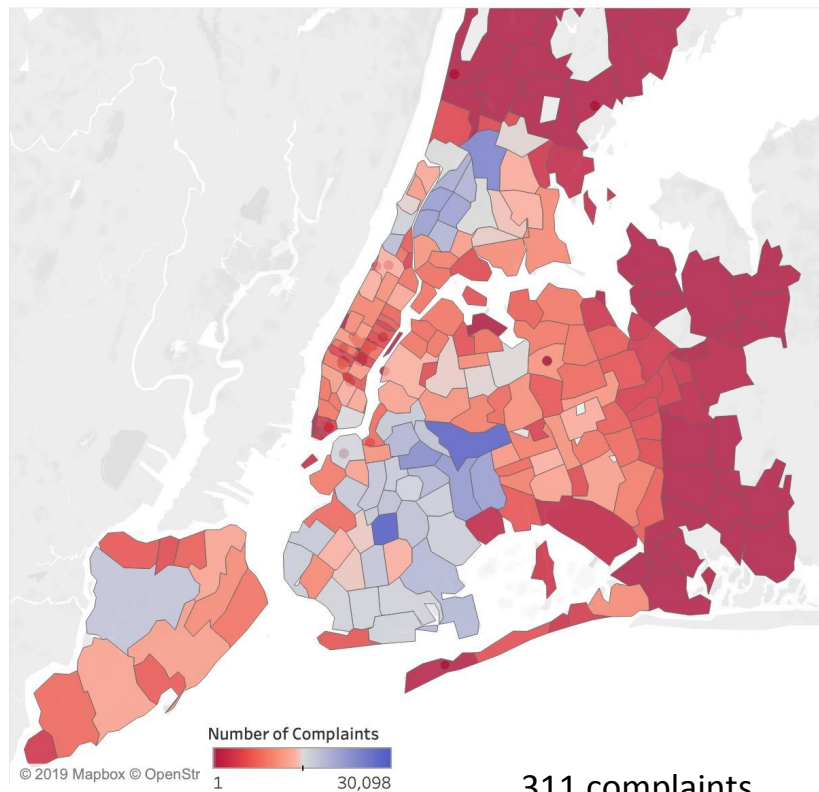 Number of Complaints
© 2019 Mapbox © OpenStr
1
30,098
311 complaints